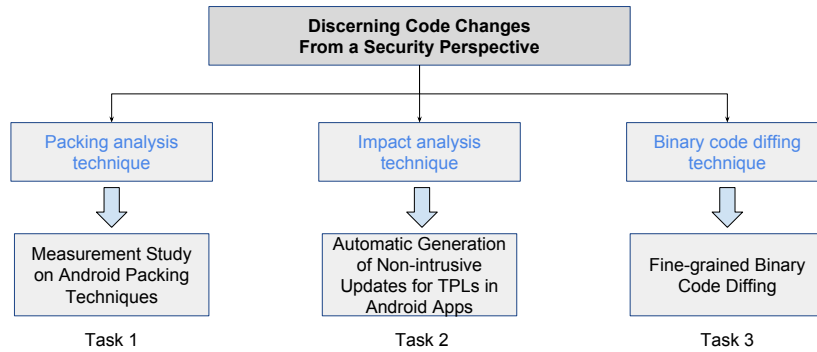 Discerning Code Changes
From a Security Perspective
Packing analysis
technique
Impact analysis
technique
Binary code diffing
technique
Measurement Study
on Android Packing
Techniques
Automatic Generation
of Non-intrusive
Updates for TPLs in
Android Apps
Fine-grained Binary
Code Diffing
Task 1
Task 2
Task 3